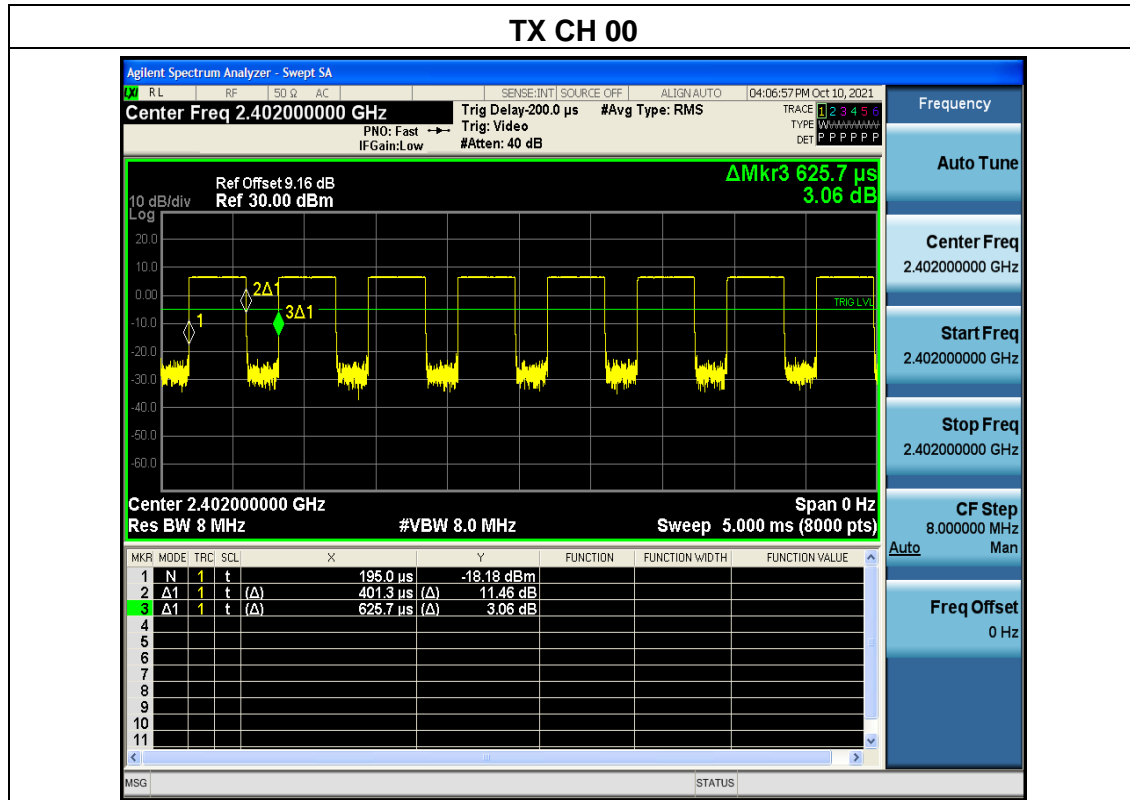 TX CH 00
Agilent Spectrum Analyzer - Swept SA
LXI RL RF 50 Ω AC SENSE:INT SOURCE OFF ALIGN AUTO 04:06:57 PM Oct 10, 2021
Center Freq 2.402000000 GHz
PNO: Fast
IFGain:Low
Trig Delay-200.0 µs
Trig: Video
#Atten: 40 dB
#Avg Type: RMS
TRACE 1 2 3 4 5 6
TYPE
DET P P P P P P
Frequency
ΔMkr3 625.7 µs
3.06 dB
Ref Offset 9.16 dB
10 dB/div Ref 30.00 dBm
Log
20.0
10.0
0.00
-10.0
-20.0
-30.0
-40.0
-50.0
-60.0
1
2Δ1
3Δ1
TRIG LVL
Center 2.402000000 GHz Span 0 Hz
Res BW 8 MHz #VBW 8.0 MHz Sweep 5.000 ms (8000 pts)
MKR MODE TRC SCL X Y FUNCTION FUNCTION WIDTH FUNCTION VALUE
1 N 1 t 195.0 µs -18.18 dBm
2 Δ1 1 t (Δ) 401.3 µs (Δ) 11.46 dB
3 Δ1 1 t (Δ) 625.7 µs (Δ) 3.06 dB
4
5
6
7
8
9
10
11
MSG STATUS
Auto Tune
Center Freq
2.402000000 GHz
Start Freq
2.402000000 GHz
Stop Freq
2.402000000 GHz
CF Step
8.000000 MHz
Auto Man
Freq Offset
0 Hz